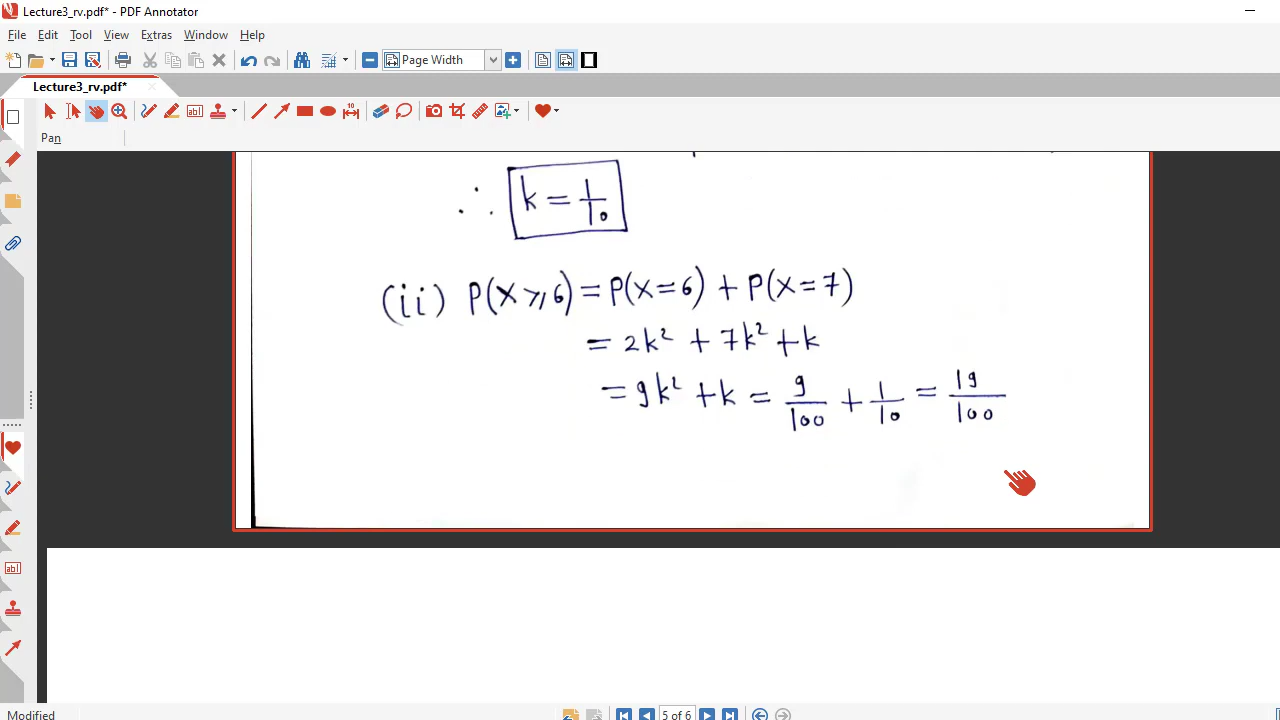 Lecture3_rv.pdf* - PDF Annotator
File Edit Tool View Extras Window Help
Page Width
Lecture3_rv.pdf*
Pan
∴ k = 1/10
(ii) P(X ≥ 6) = P(X=6) + P(X=7)
= 2k² + 7k² + k
= 9k² + k = 9/100 + 1/10 = 19/100
Modified 5 of 6